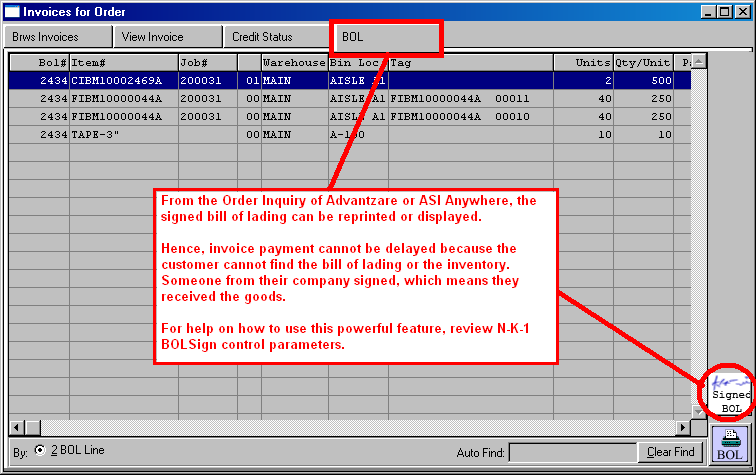 Invoices for Order
Brws Invoices View Invoice Credit Status BOL
Bol# Item# Job# Warehouse Bin Loc Tag Units Qty/Unit
2434 CIBM10002469A 200031 01 MAIN AISLE A1 2 500
2434 FIBM10000044A 200031 00 MAIN AISLE A1 FIBM10000044A 00011 40 250
2434 FIBM10000044A 200031 00 MAIN AISLE A1 FIBM10000044A 00010 40 250
2434 TAPE-3" 00 MAIN A-100 10 10
From the Order Inquiry of Advantzare or ASI Anywhere, the
signed bill of lading can be reprinted or displayed.
Hence, invoice payment cannot be delayed because the
customer cannot find the bill of lading or the inventory.
Someone from their company signed, which means they
received the goods.
For help on how to use this powerful feature, review N-K-1
BOLSign control parameters.
Signed
BOL
BOL
By: 2 BOL Line Auto Find: Clear Find